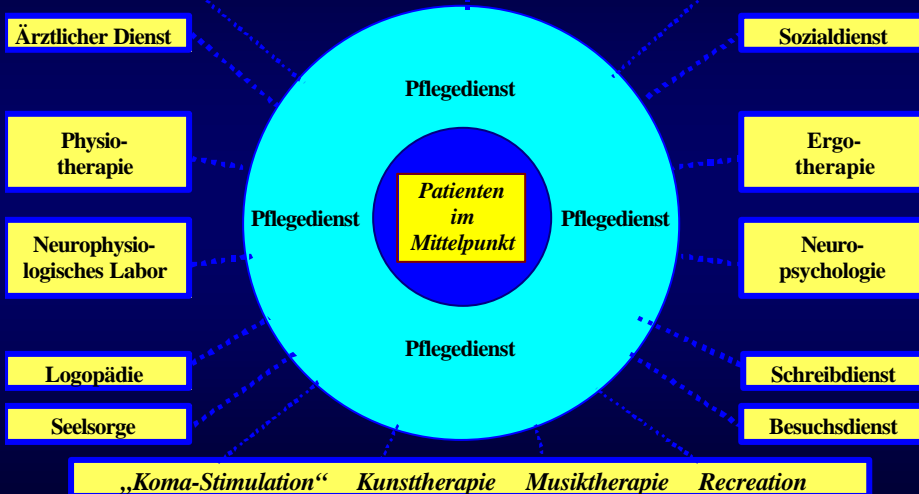 Ärztlicher Dienst
Sozialdienst
Pflegedienst
Physio-
therapie
Ergo-
therapie
Patienten
im
Mittelpunkt
Pflegedienst
Pflegedienst
Neurophysio-
logisches Labor
Neuro-
psychologie
Pflegedienst
Logopädie
Schreibdienst
Seelsorge
Besuchsdienst
„Koma-Stimulation“ Kunsttherapie Musiktherapie Recreation